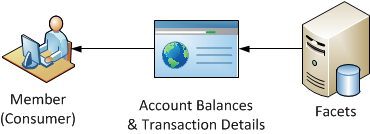 Member
(Consumer)
Account Balances
& Transaction Details
Facets